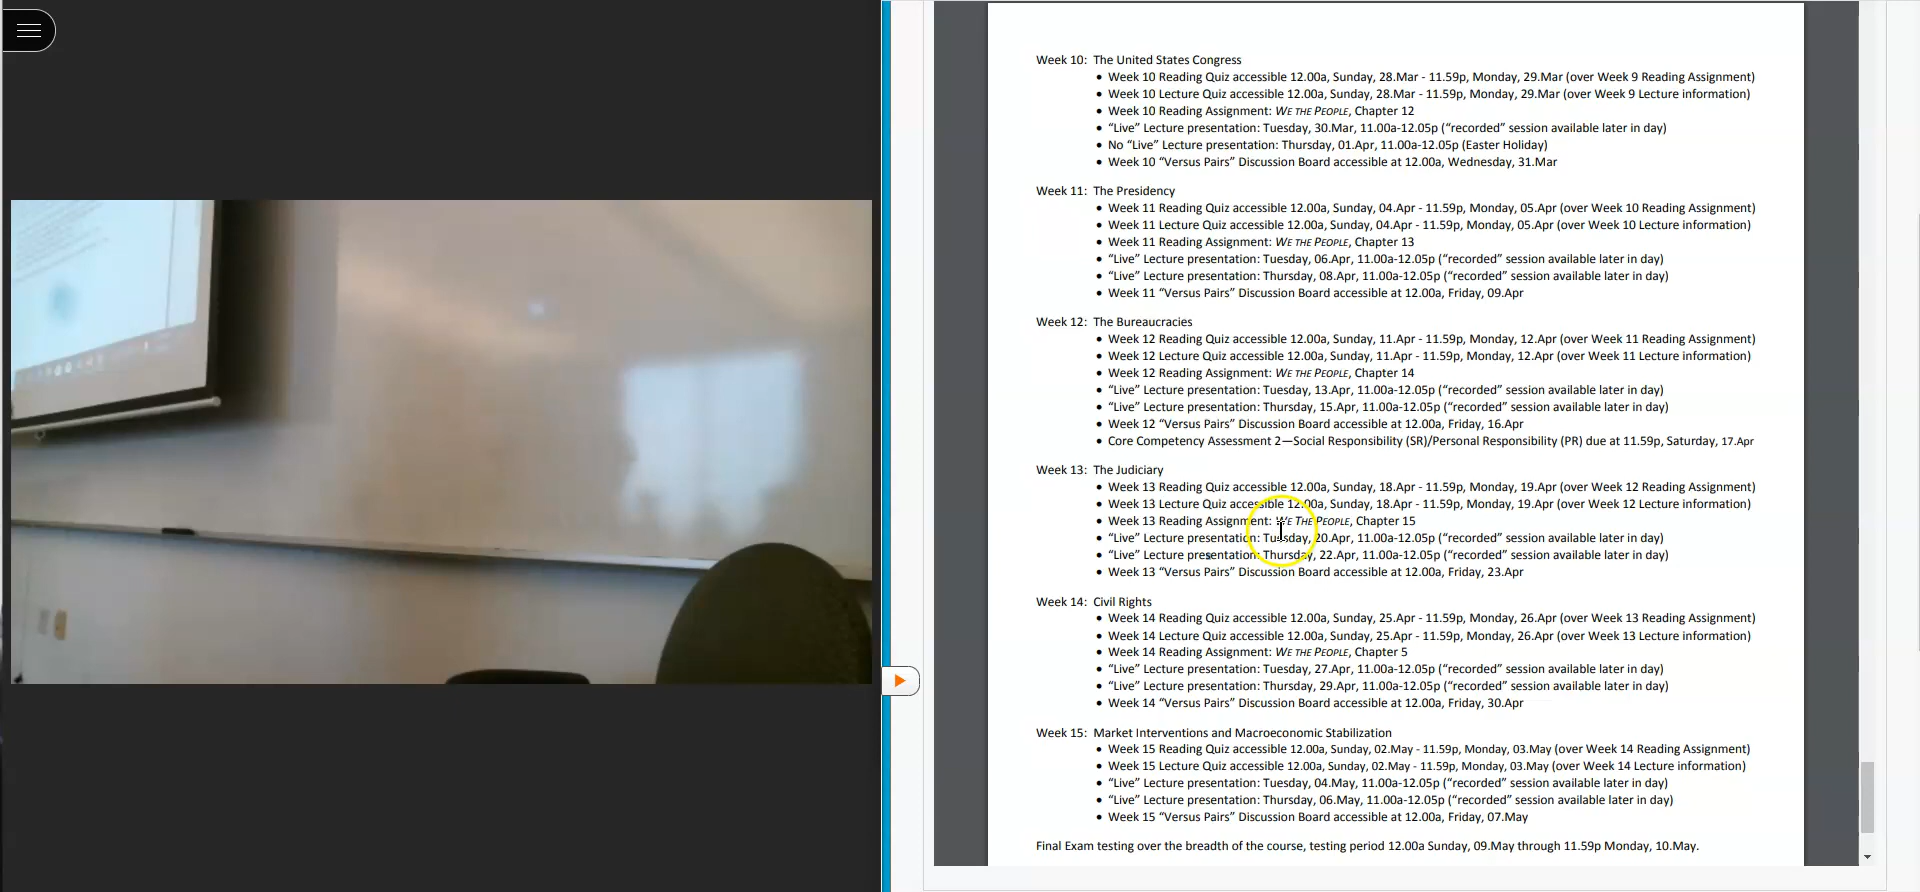 Week 10: The United States Congress
• Week 10 Reading Quiz accessible 12.00a, Sunday, 28.Mar - 11.59p, Monday, 29.Mar (over Week 9 Reading Assignment)
• Week 10 Lecture Quiz accessible 12.00a, Sunday, 28.Mar - 11.59p, Monday, 29.Mar (over Week 9 Lecture information)
• Week 10 Reading Assignment: WE THE PEOPLE, Chapter 12
• “Live” Lecture presentation: Tuesday, 30.Mar, 11.00a-12.05p (“recorded” session available later in day)
• No “Live” Lecture presentation: Thursday, 01.Apr, 11.00a-12.05p (Easter Holiday)
• Week 10 “Versus Pairs” Discussion Board accessible at 12.00a, Wednesday, 31.Mar
Week 11: The Presidency
• Week 11 Reading Quiz accessible 12.00a, Sunday, 04.Apr - 11.59p, Monday, 05.Apr (over Week 10 Reading Assignment)
• Week 11 Lecture Quiz accessible 12.00a, Sunday, 04.Apr - 11.59p, Monday, 05.Apr (over Week 10 Lecture information)
• Week 11 Reading Assignment: WE THE PEOPLE, Chapter 13
• “Live” Lecture presentation: Tuesday, 06.Apr, 11.00a-12.05p (“recorded” session available later in day)
• “Live” Lecture presentation: Thursday, 08.Apr, 11.00a-12.05p (“recorded” session available later in day)
• Week 11 “Versus Pairs” Discussion Board accessible at 12.00a, Friday, 09.Apr
Week 12: The Bureaucracies
• Week 12 Reading Quiz accessible 12.00a, Sunday, 11.Apr - 11.59p, Monday, 12.Apr (over Week 11 Reading Assignment)
• Week 12 Lecture Quiz accessible 12.00a, Sunday, 11.Apr - 11.59p, Monday, 12.Apr (over Week 11 Lecture information)
• Week 12 Reading Assignment: WE THE PEOPLE, Chapter 14
• “Live” Lecture presentation: Tuesday, 13.Apr, 11.00a-12.05p (“recorded” session available later in day)
• “Live” Lecture presentation: Thursday, 15.Apr, 11.00a-12.05p (“recorded” session available later in day)
• Week 12 “Versus Pairs” Discussion Board accessible at 12.00a, Friday, 16.Apr
• Core Competency Assessment 2—Social Responsibility (SR)/Personal Responsibility (PR) due at 11.59p, Saturday, 17.Apr
Week 13: The Judiciary
• Week 13 Reading Quiz accessible 12.00a, Sunday, 18.Apr - 11.59p, Monday, 19.Apr (over Week 12 Reading Assignment)
• Week 13 Lecture Quiz accessible 12.00a, Sunday, 18.Apr - 11.59p, Monday, 19.Apr (over Week 12 Lecture information)
• Week 13 Reading Assignment: WE THE PEOPLE, Chapter 15
• “Live” Lecture presentation: Tuesday, 20.Apr, 11.00a-12.05p (“recorded” session available later in day)
• “Live” Lecture presentation: Thursday, 22.Apr, 11.00a-12.05p (“recorded” session available later in day)
• Week 13 “Versus Pairs” Discussion Board accessible at 12.00a, Friday, 23.Apr
Week 14: Civil Rights
• Week 14 Reading Quiz accessible 12.00a, Sunday, 25.Apr - 11.59p, Monday, 26.Apr (over Week 13 Reading Assignment)
• Week 14 Lecture Quiz accessible 12.00a, Sunday, 25.Apr - 11.59p, Monday, 26.Apr (over Week 13 Lecture information)
• Week 14 Reading Assignment: WE THE PEOPLE, Chapter 5
• “Live” Lecture presentation: Tuesday, 27.Apr, 11.00a-12.05p (“recorded” session available later in day)
• “Live” Lecture presentation: Thursday, 29.Apr, 11.00a-12.05p (“recorded” session available later in day)
• Week 14 “Versus Pairs” Discussion Board accessible at 12.00a, Friday, 30.Apr
Week 15: Market Interventions and Macroeconomic Stabilization
• Week 15 Reading Quiz accessible 12.00a, Sunday, 02.May - 11.59p, Monday, 03.May (over Week 14 Reading Assignment)
• Week 15 Lecture Quiz accessible 12.00a, Sunday, 02.May - 11.59p, Monday, 03.May (over Week 14 Lecture information)
• “Live” Lecture presentation: Tuesday, 04.May, 11.00a-12.05p (“recorded” session available later in day)
• “Live” Lecture presentation: Thursday, 06.May, 11.00a-12.05p (“recorded” session available later in day)
• Week 15 “Versus Pairs” Discussion Board accessible at 12.00a, Friday, 07.May
Final Exam testing over the breadth of the course, testing period 12.00a Sunday, 09.May through 11.59p Monday, 10.May.